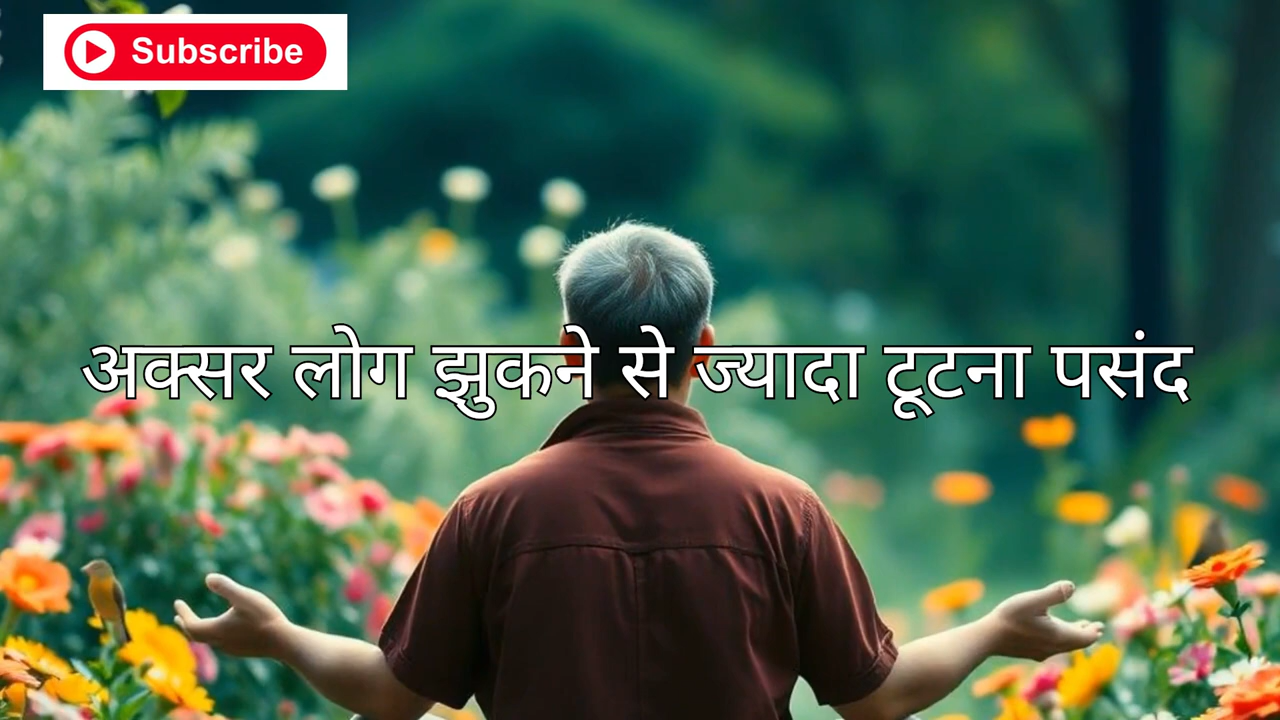 Subscribe
अक्सर लोग झुकने से ज्यादा टूटना पसंद